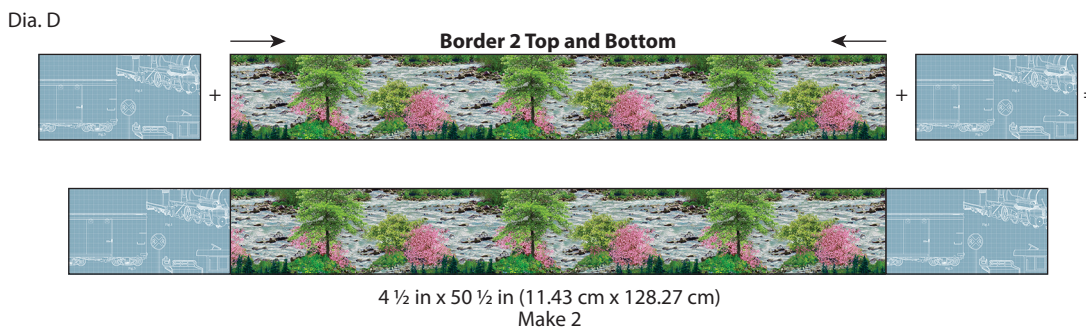 Dia. D
Border 2 Top and Bottom
+ + =
4 ½ in x 50 ½ in (11.43 cm x 128.27 cm)
Make 2